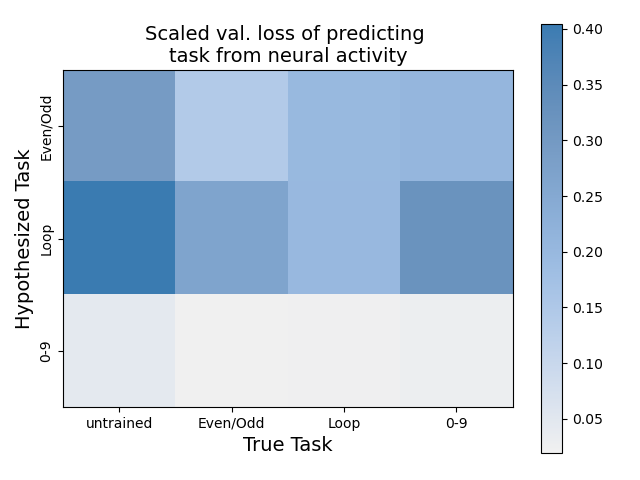 Scaled val. loss of predicting
task from neural activity
Hypothesized Task
Even/Odd
Loop
0-9
untrained
Even/Odd
Loop
0-9
True Task
0.40
0.35
0.30
0.25
0.20
0.15
0.10
0.05